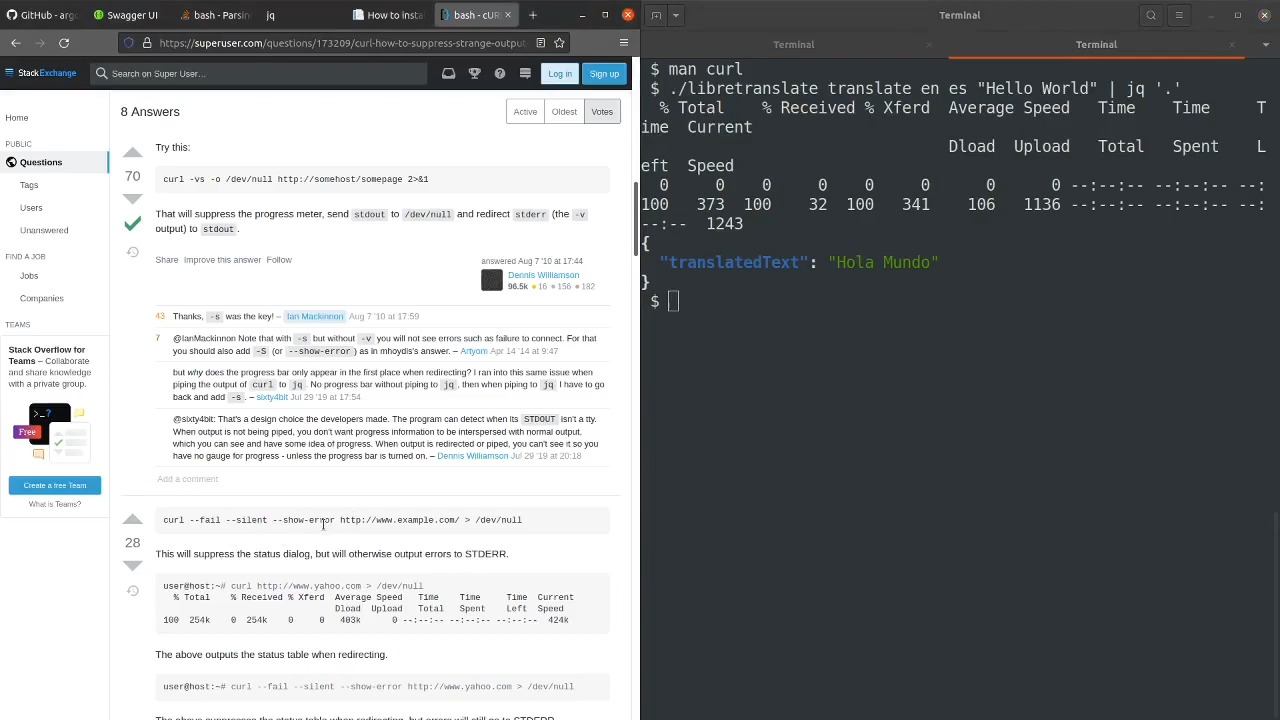 GitHub - argo
Swagger UI
bash - Parsin
jq
How to insta
bash - cUR
https://superuser.com/questions/173209/curl-how-to-suppress-strange-output
StackExchange
Search on Super User…
Log in
Sign up
Home
PUBLIC
Questions
Tags
Users
Unanswered
FIND A JOB
Jobs
Companies
TEAMS
Stack Overflow for
Teams – Collaborate
and share knowledge
with a private group.
>_?
Free
Create a free Team
What is Teams?
8 Answers
Active
Oldest
Votes
Try this:
70
curl -vs -o /dev/null http://somehost/somepage 2>&1
That will suppress the progress meter, send stdout to /dev/null and redirect stderr (the -v
output) to stdout.
Share Improve this answer Follow
answered Aug 7 '10 at 17:44
Dennis Williamson
96.5k 16 156 182
43 Thanks, -s was the key! – Ian Mackinnon Aug 7 '10 at 17:59
7 @IanMackinnon Note that with -s but without -v you will not see errors such as failure to connect. For that
you should also add -S (or --show-error) as in mhoydis's answer. – Artyom Apr 14 '14 at 9:47
but why does the progress bar only appear in the first place when redirecting? I ran into this same issue when
piping the output of curl to jq. No progress bar without piping to jq, then when piping to jq I have to go
back and add -s. – sixty4bit Jul 29 '19 at 17:54
@sixty4bit: That's a design choice the developers made. The program can detect when its STDOUT isn't a tty.
When output is not being piped, you don't want progress information to be interspersed with normal output,
which you can see and have some idea of progress. When output is redirected or piped, you can't see it so you
have no gauge for progress - unless the progress bar is turned on. – Dennis Williamson Jul 29 '19 at 20:18
Add a comment
28
curl --fail --silent --show-error http://www.example.com/ > /dev/null
This will suppress the status dialog, but will otherwise output errors to STDERR.
user@host:~# curl http://www.yahoo.com > /dev/null
% Total % Received % Xferd Average Speed Time Time Time Current
Dload Upload Total Spent Left Speed
100 254k 0 254k 0 0 403k 0 --:--:-- --:--:-- --:--:-- 424k
The above outputs the status table when redirecting.
user@host:~# curl --fail --silent --show-error http://www.yahoo.com > /dev/null
Terminal
Terminal
Terminal
$ man curl
$ ./libretranslate translate en es "Hello World" | jq '.'
% Total % Received % Xferd Average Speed Time Time T
ime Current
Dload Upload Total Spent L
eft Speed
0 0 0 0 0 0 0 0 --:--:-- --:--:-- --:
100 373 100 32 100 341 106 1136 --:--:-- --:--:-- --:
--:-- 1243
{
"translatedText": "Hola Mundo"
}
$